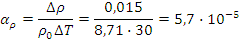 α_ρ = Δρ / (ρ₀ΔT) = 0,015 / (8,71 · 30) = 5,7 · 10⁻⁵